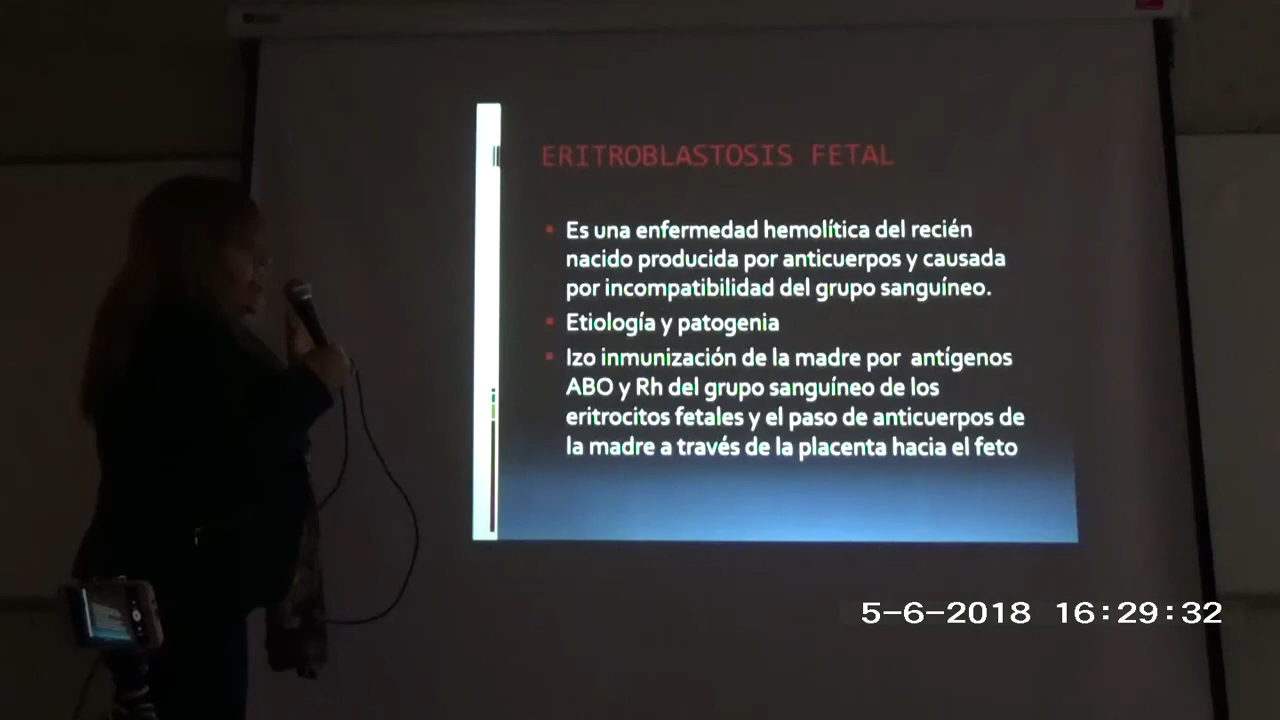 ERITROBLASTOSIS FETAL
Es una enfermedad hemolítica del recién
nacido producida por anticuerpos y causada
por incompatibilidad del grupo sanguíneo.
Etiología y patogenia
Izo inmunización de la madre por antígenos
ABO y Rh del grupo sanguíneo de los
eritrocitos fetales y el paso de anticuerpos de
la madre a través de la placenta hacia el feto
5-6-2018 16:29:32